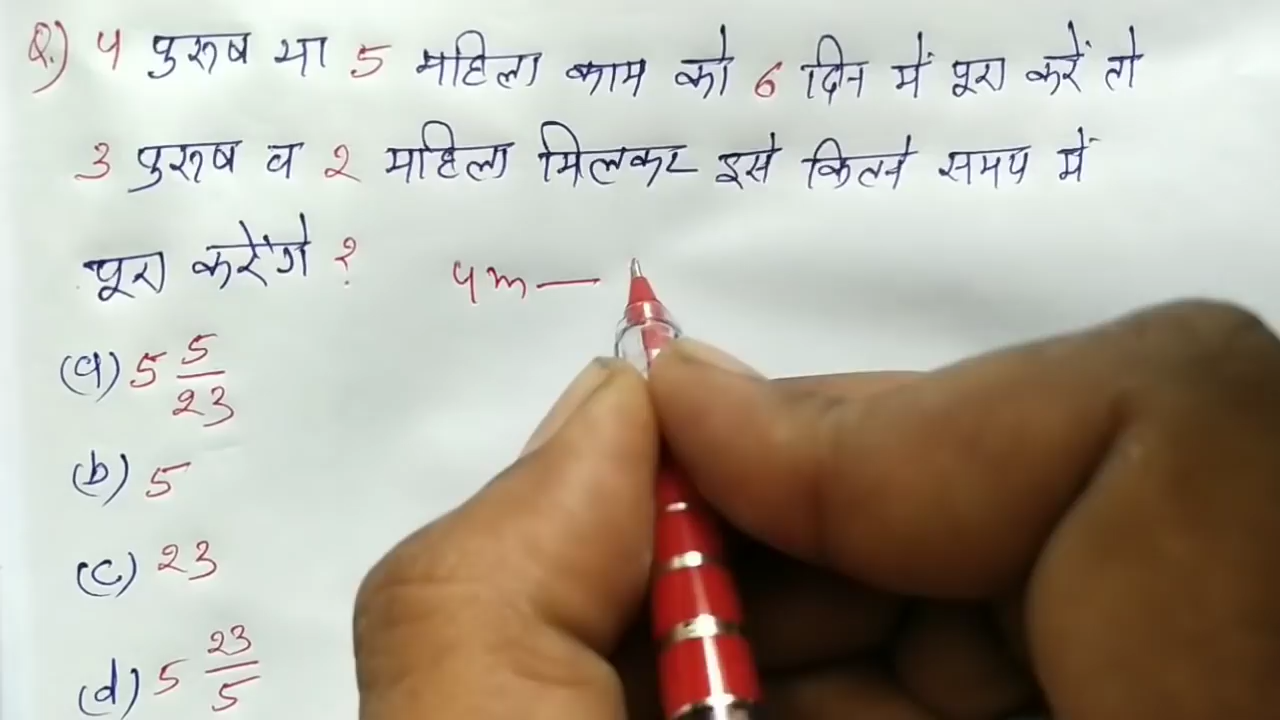 Q.) 4 पुरुष या 5 महिला काम को 6 दिन में पूरा करें तो
3 पुरुष व 2 महिला मिलकर इसे कितने समय में
पूरा करेंगे ?
4m —
(a) 5 5/23
(b) 5
(c) 23
(d) 5 23/5